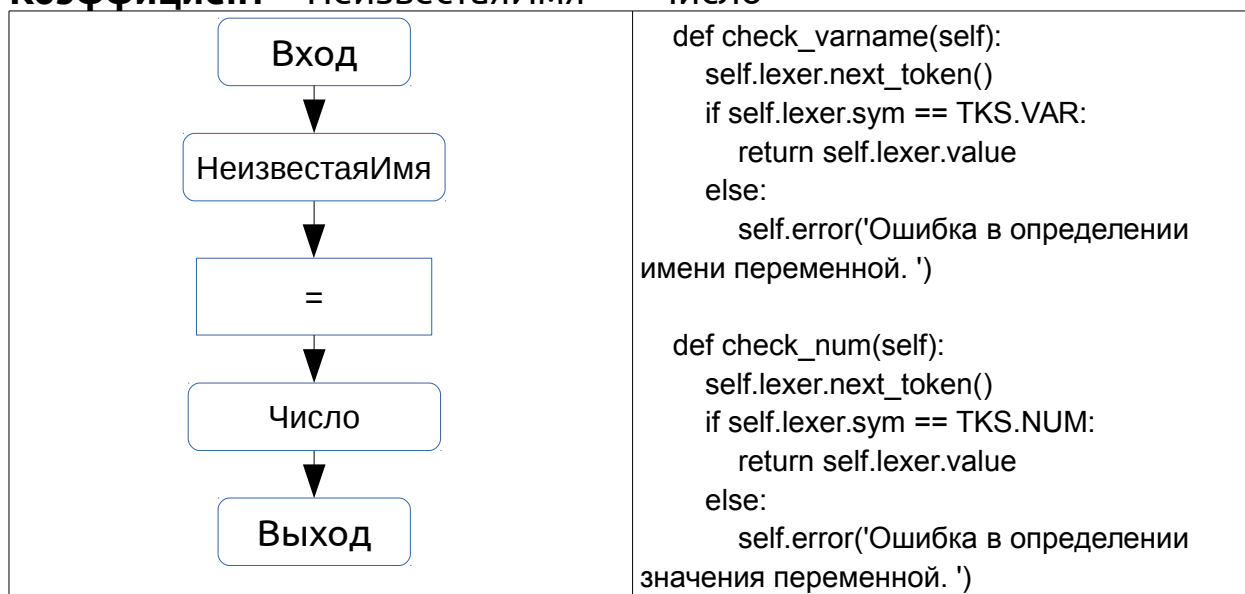 Вход
НеизвестаяИмя
=
Число
Выход
def check_varname(self):
self.lexer.next_token()
if self.lexer.sym == TKS.VAR:
return self.lexer.value
else:
self.error('Ошибка в определении
имени переменной. ')
def check_num(self):
self.lexer.next_token()
if self.lexer.sym == TKS.NUM:
return self.lexer.value
else:
self.error('Ошибка в определении
значения переменной. ')